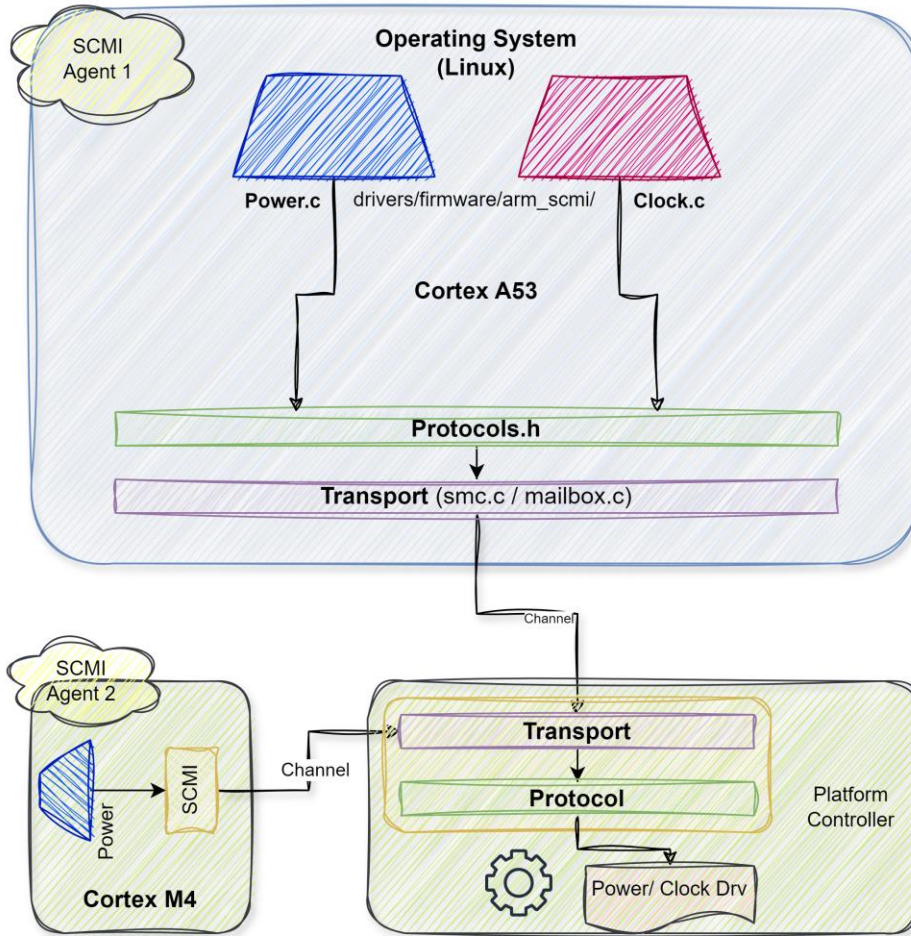 SCMI
Agent 1
Operating System
(Linux)
Power.c
drivers/firmware/arm_scmi/
Clock.c
Cortex A53
Protocols.h
Transport (smc.c / mailbox.c)
Channel
SCMI
Agent 2
Power
SCMI
Channel
Cortex M4
Transport
Protocol
Platform
Controller
Power/ Clock Drv